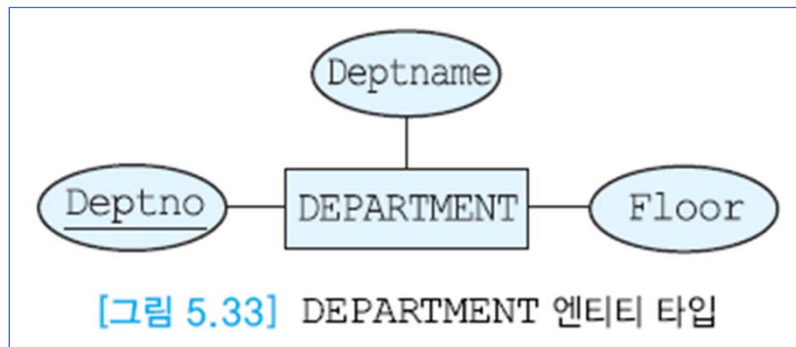 Deptname
Deptno DEPARTMENT Floor
[그림 5.33] DEPARTMENT 엔티티 타입